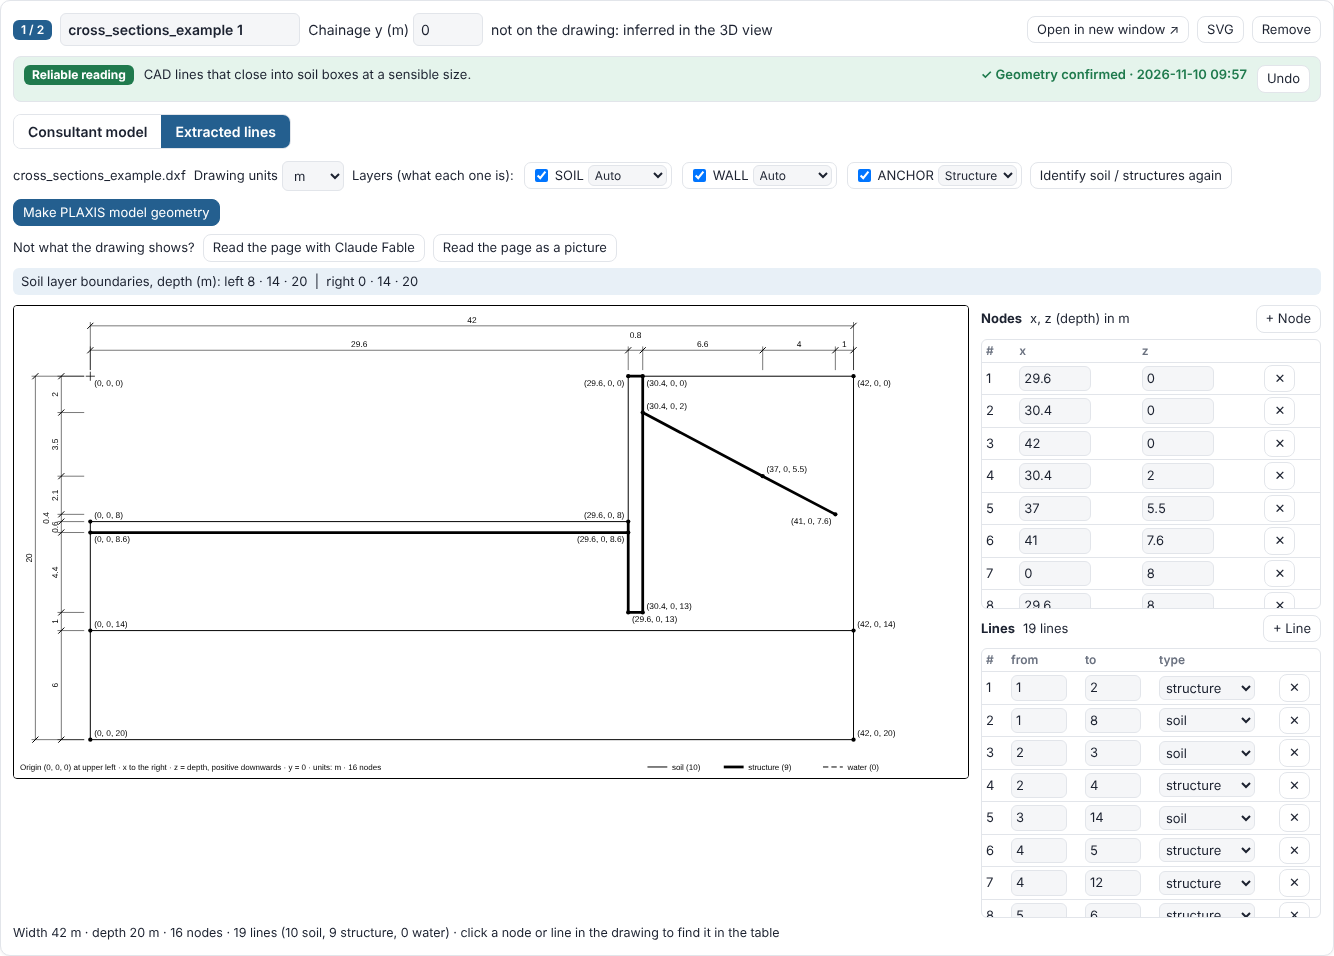 1 / 2 cross_sections_example 1 Chainage y (m) 0 not on the drawing: inferred in the 3D view Open in new window ↗ SVG Remove
Reliable reading CAD lines that close into soil boxes at a sensible size. ✓ Geometry confirmed · 2026-11-10 09:57 Undo
Consultant model Extracted lines
cross_sections_example.dxf Drawing units m Layers (what each one is): SOIL Auto WALL Auto ANCHOR Structure Identify soil / structures again
Make PLAXIS model geometry
Not what the drawing shows? Read the page with Claude Fable Read the page as a picture
Soil layer boundaries, depth (m): left 8 · 14 · 20 | right 0 · 14 · 20
42
0.8
29.6 6.6 4 1
(0, 0, 0) (29.6, 0, 0) (30.4, 0, 0) (42, 0, 0)
2
(30.4, 0, 2)
3.5
(37, 0, 5.5)
2.1
(0, 0, 8) (29.6, 0, 8) (41, 0, 7.6)
0.4
0.6
(0, 0, 8.6) (29.6, 0, 8.6)
20
4.4
(30.4, 0, 13)
(29.6, 0, 13)
1
(0, 0, 14) (42, 0, 14)
6
(0, 0, 20) (42, 0, 20)
Origin (0, 0, 0) at upper left · x to the right · z = depth, positive downwards · y = 0 · units: m · 16 nodes soil (10) structure (9) water (0)
Nodes x, z (depth) in m + Node
# x z
1 29.6 0 ×
2 30.4 0 ×
3 42 0 ×
4 30.4 2 ×
5 37 5.5 ×
6 41 7.6 ×
7 0 8 ×
8 29.6 8 ×
Lines 19 lines + Line
# from to type
1 1 2 structure ×
2 1 8 soil ×
3 2 3 soil ×
4 2 4 structure ×
5 3 14 soil ×
6 4 5 structure ×
7 4 12 structure ×
8 5 6 structure ×
Width 42 m · depth 20 m · 16 nodes · 19 lines (10 soil, 9 structure, 0 water) · click a node or line in the drawing to find it in the table